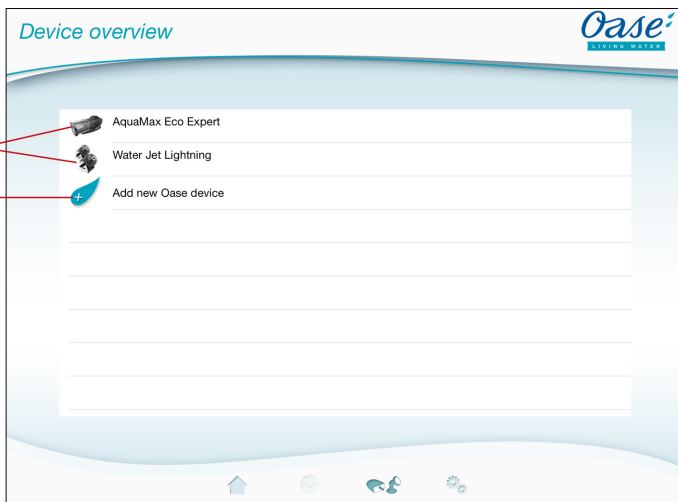 Device overview
Oase
LIVING WATER
AquaMax Eco Expert
Water Jet Lightning
Add new Oase device